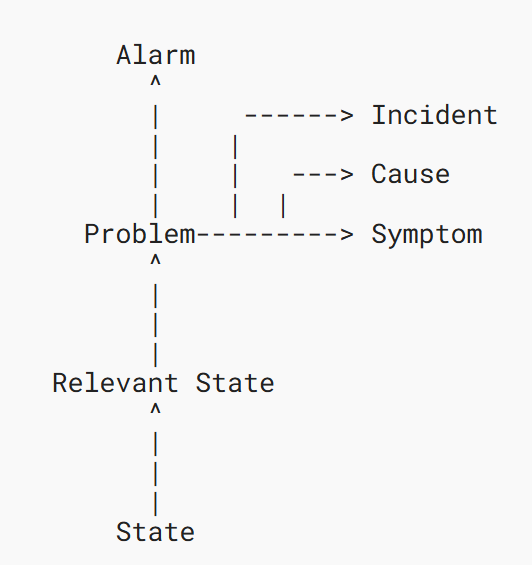 Alarm
^
|      ------> Incident
|    |
|    |   ---> Cause
|    |  |
Problem---------> Symptom
^
|
|
|
Relevant State
^
|
|
|
State